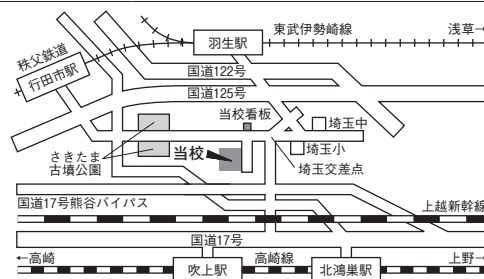 羽生駅
東武伊勢崎線
浅草→
秩父鉄道
行田市駅
国道122号
国道125号
当校看板
埼玉中
さきたま
古墳公園
当校
埼玉小
埼玉交差点
国道17号熊谷バイパス
上越新幹線
国道17号
←高崎
高崎線
上野→
吹上駅
北鴻巣駅